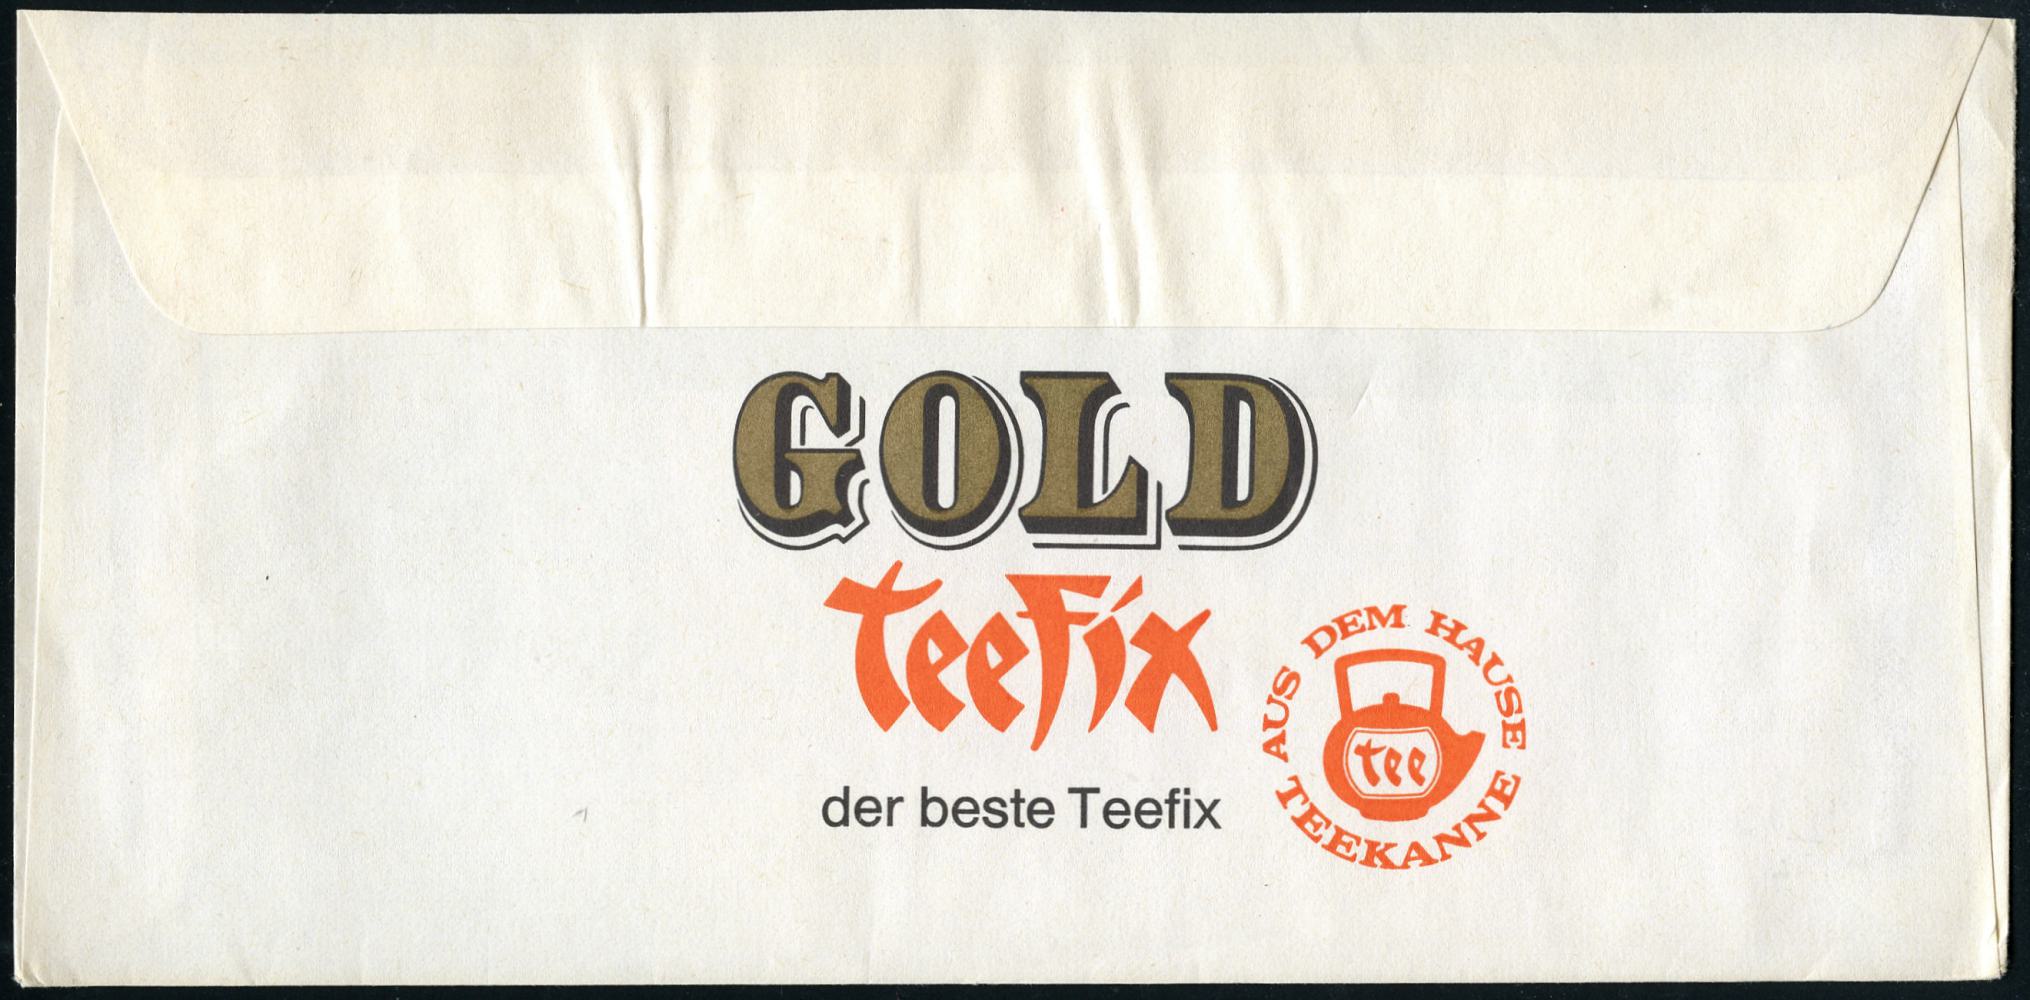 GOLD
teefix
der beste Teefix
AUS DEM HAUSE TEEKANNE
tee